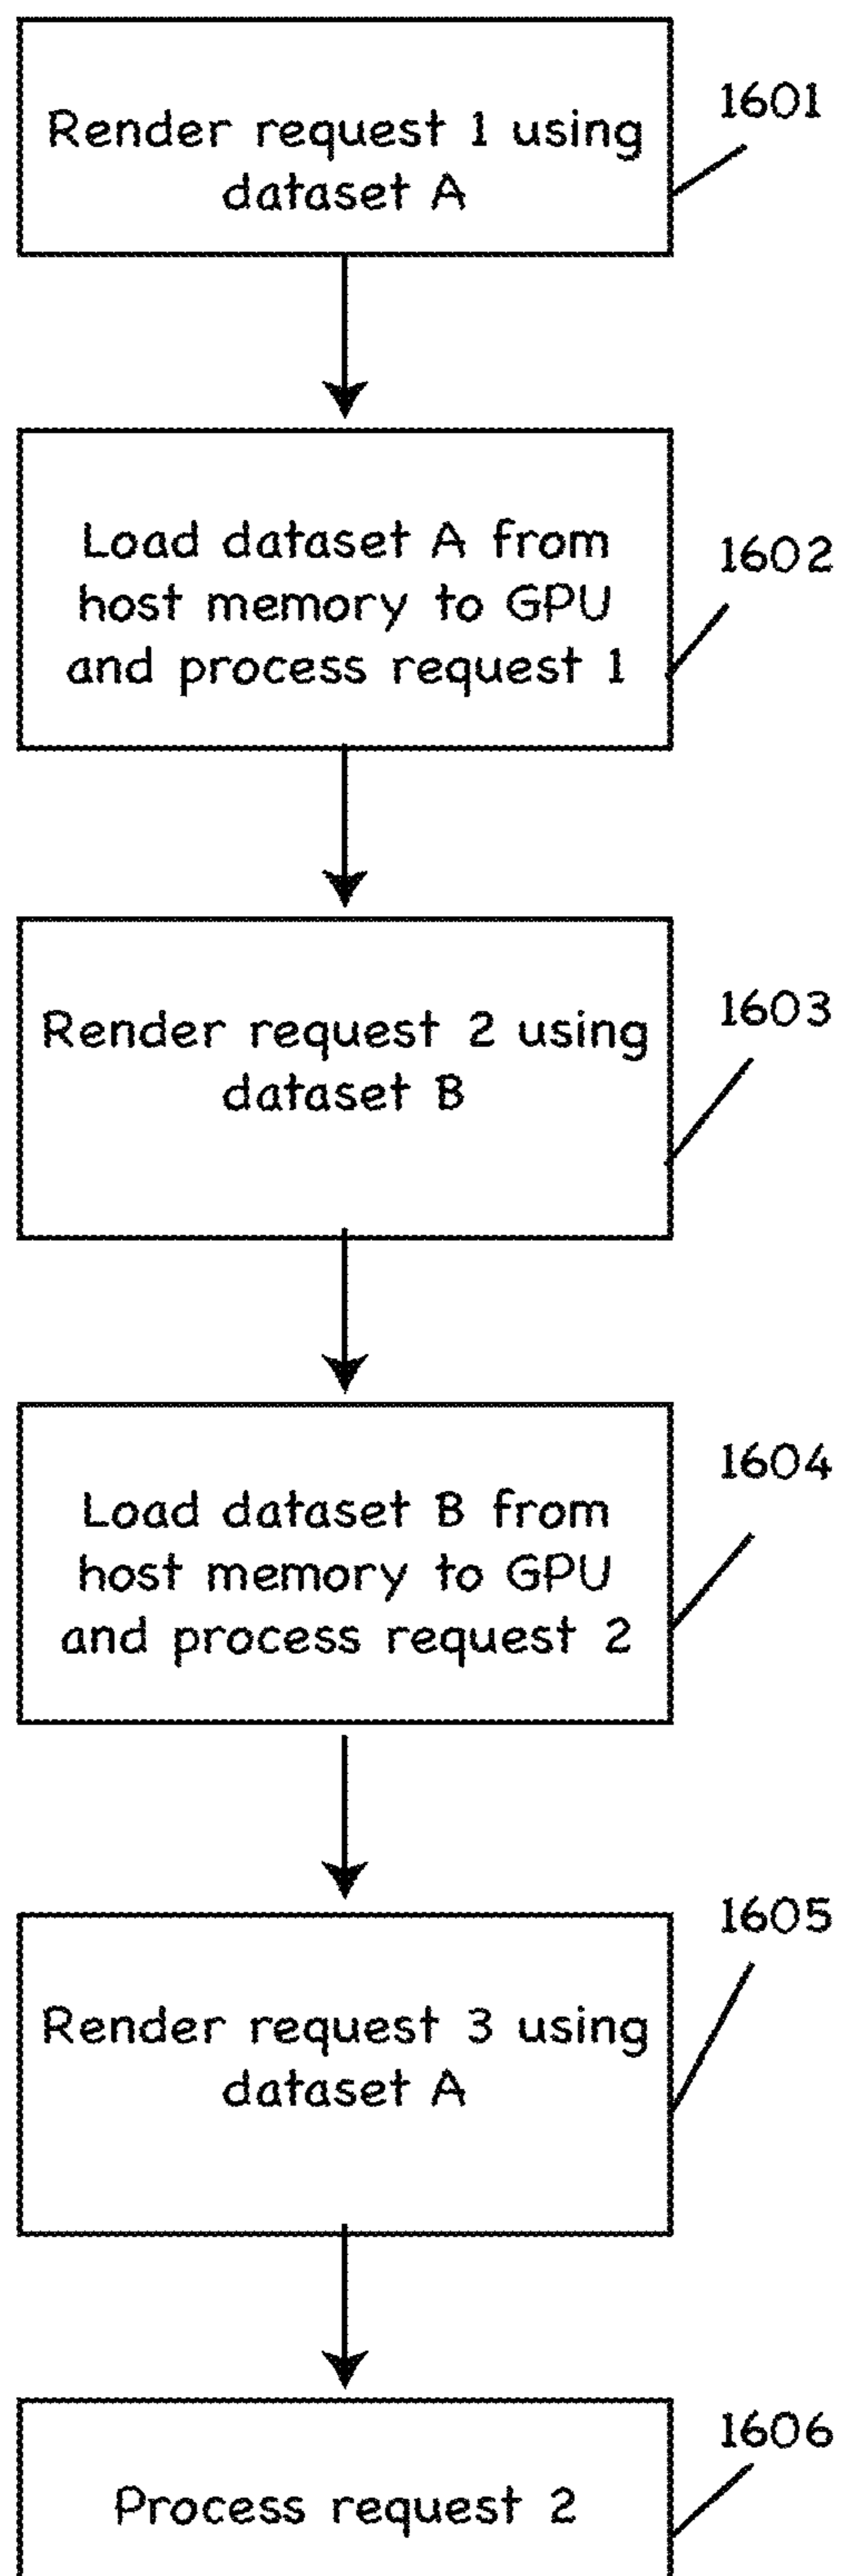 Render request 1 using
dataset A
1601
Load dataset A from
host memory to GPU
and process request 1
1602
Render request 2 using
dataset B
1603
Load dataset B from
host memory to GPU
and process request 2
1604
Render request 3 using
dataset A
1605
Process request 2
1606